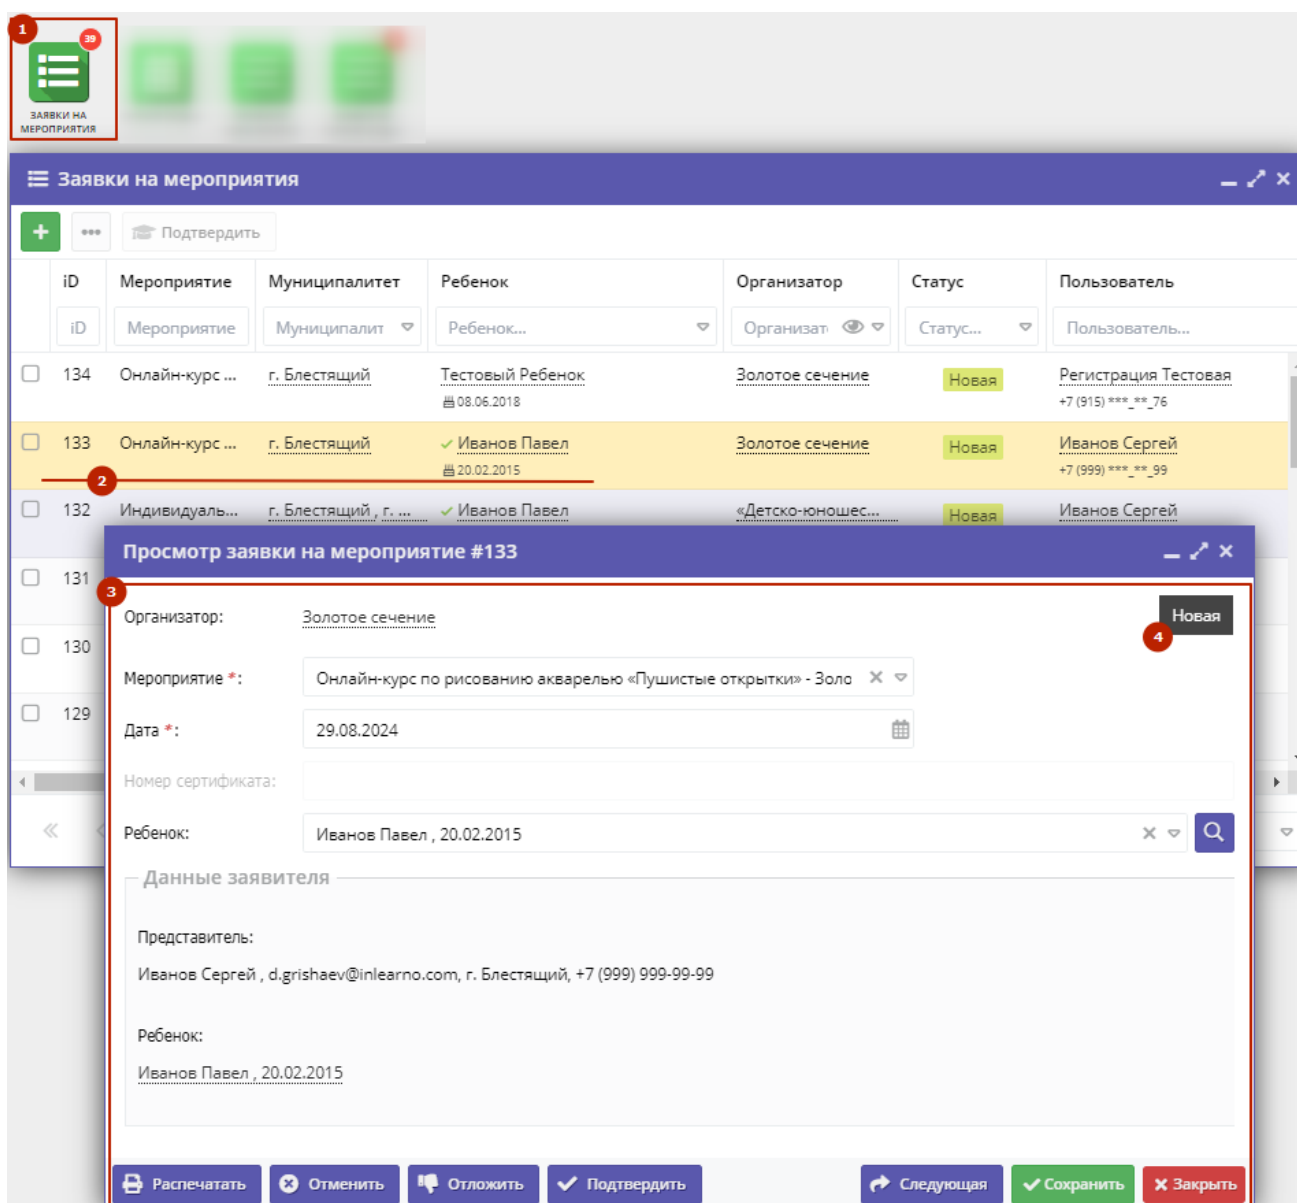 1
39
ЗАЯВКИ НА
МЕРОПРИЯТИЯ
Заявки на мероприятия
+ ••• Подтвердить
iD Мероприятие Муниципалитет Ребенок Организатор Статус Пользователь
iD Мероприятие Муниципалит Ребенок... Организат Статус... Пользователь...
134 Онлайн-курс ... г. Блестящий Тестовый Ребенок Золотое сечение Новая Регистрация Тестовая
08.06.2018 +7 (915) ***_**_76
133 Онлайн-курс ... г. Блестящий Иванов Павел Золотое сечение Новая Иванов Сергей
20.02.2015 +7 (999) ***_**_99
2
132 Индивидуаль... г. Блестящий , г. ... Иванов Павел «Детско-юношес... Новая Иванов Сергей
Просмотр заявки на мероприятие #133
131
3
Организатор: Золотое сечение Новая
4
130
Мероприятие *: Онлайн-курс по рисованию акварелью «Пушистые открытки» - Золо
129
Дата *: 29.08.2024
Номер сертификата:
Ребенок: Иванов Павел , 20.02.2015
Данные заявителя
Представитель:
Иванов Сергей , d.grishaev@inlearno.com, г. Блестящий, +7 (999) 999-99-99
Ребенок:
Иванов Павел , 20.02.2015
Распечатать Отменить Отложить Подтвердить Следующая Сохранить Закрыть